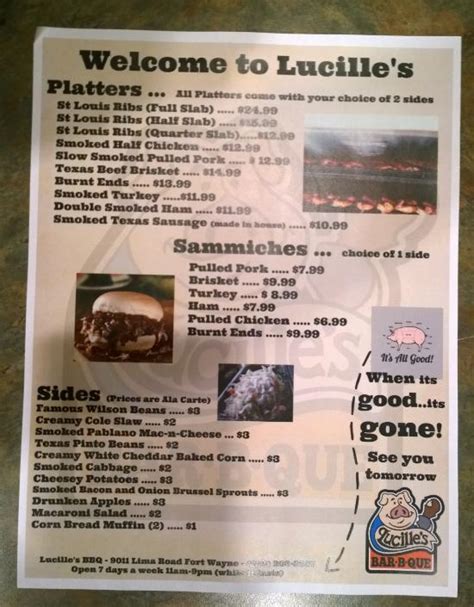 Welcome to Lucille's
Platters ... All Platters come with your choice of 2 sides
St Louis Ribs (Full Slab) ..... $24.99
St Louis Ribs (Half Slab) ..... $15.99
St Louis Ribs (Quarter Slab).....$12.99
Smoked Half Chicken ..... $12.99
Slow Smoked Pulled Pork .. $ 12.99
Texas Beef Brisket ..... $14.99
Burnt Ends ..... $13.99
Smoked Turkey .....$11.99
Double Smoked Ham ..... $11.99
Smoked Texas Sausage (made in house) ..... $10.99
Sammiches ... choice of 1 side
Pulled Pork ..... $7.99
Brisket ..... $9.99
Turkey ..... $ 8.99
Ham ..... $7.99
Pulled Chicken ..... $6.99
Burnt Ends ..... $9.99
It's All Good!
When its
good..its
gone!
See you
tomorrow
Sides (Prices are Ala Carte)
Famous Wilson Beans ..... $3
Creamy Cole Slaw ..... $2
Smoked Pablano Mac-n-Cheese ... $3
Texas Pinto Beans ..... $2
Creamy White Cheddar Baked Corn ..... $3
Smoked Cabbage ..... $2
Cheesey Potatoes ..... $3
Smoked Bacon and Onion Brussel Sprouts ..... $3
Drunken Apples ..... $3
Macaroni Salad ..... $2
Corn Bread Muffin (2) ..... $1
Lucille's
BAR-B-QUE
Lucille's BBQ - 9011 Lima Road Fort Wayne -
Open 7 days a week 11am-9pm